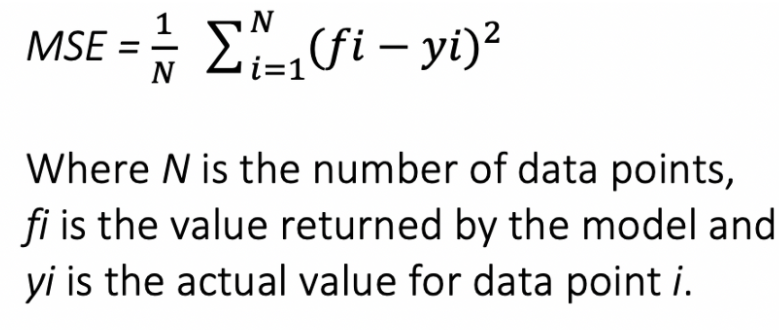 MSE = 1/N ∑ᴺᵢ₌₁(fi – yi)²
Where N is the number of data points,
fi is the value returned by the model and
yi is the actual value for data point i.